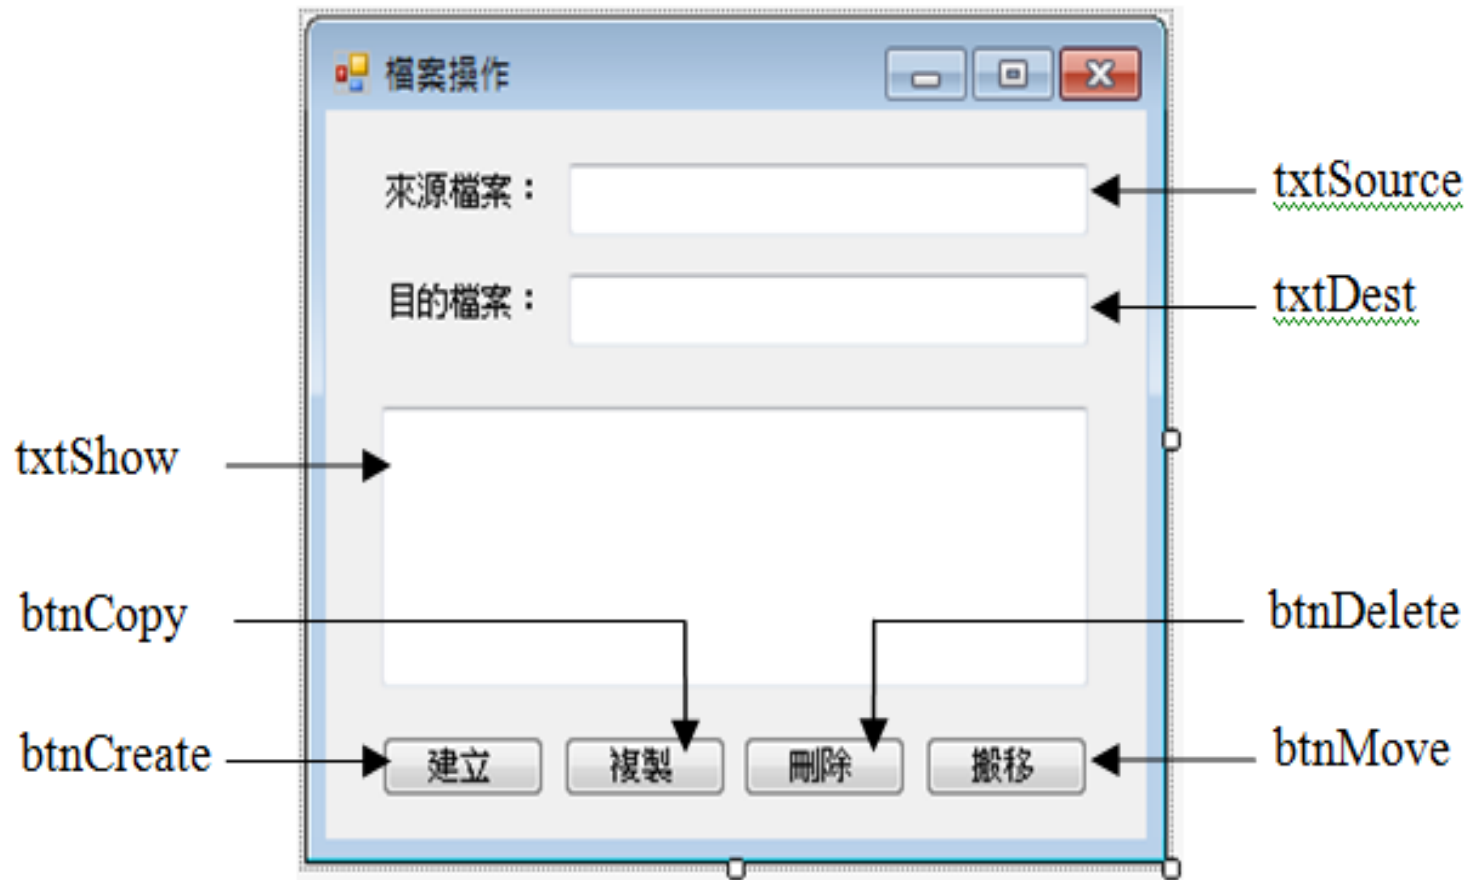 檔案操作
來源檔案：
txtSource
目的檔案：
txtDest
txtShow
btnCopy
btnDelete
btnCreate
建立
複製
刪除
搬移
btnMove